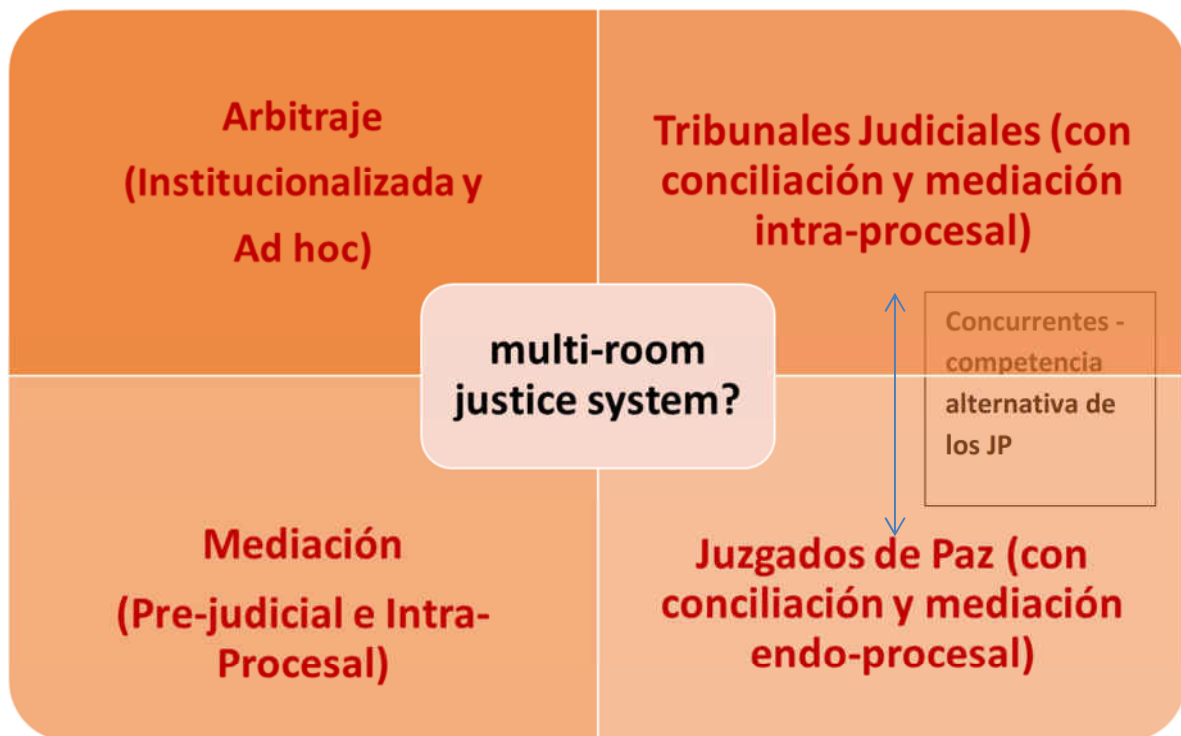 Arbitraje
(Institucionalizada y
Ad hoc)
Tribunales Judiciales (con
conciliación y mediación
intra-procesal)
multi-room
justice system?
Concurrentes -
competencia
alternativa de
los JP
Mediación
(Pre-judicial e Intra-
Procesal)
Juzgados de Paz (con
conciliación y mediación
endo-procesal)